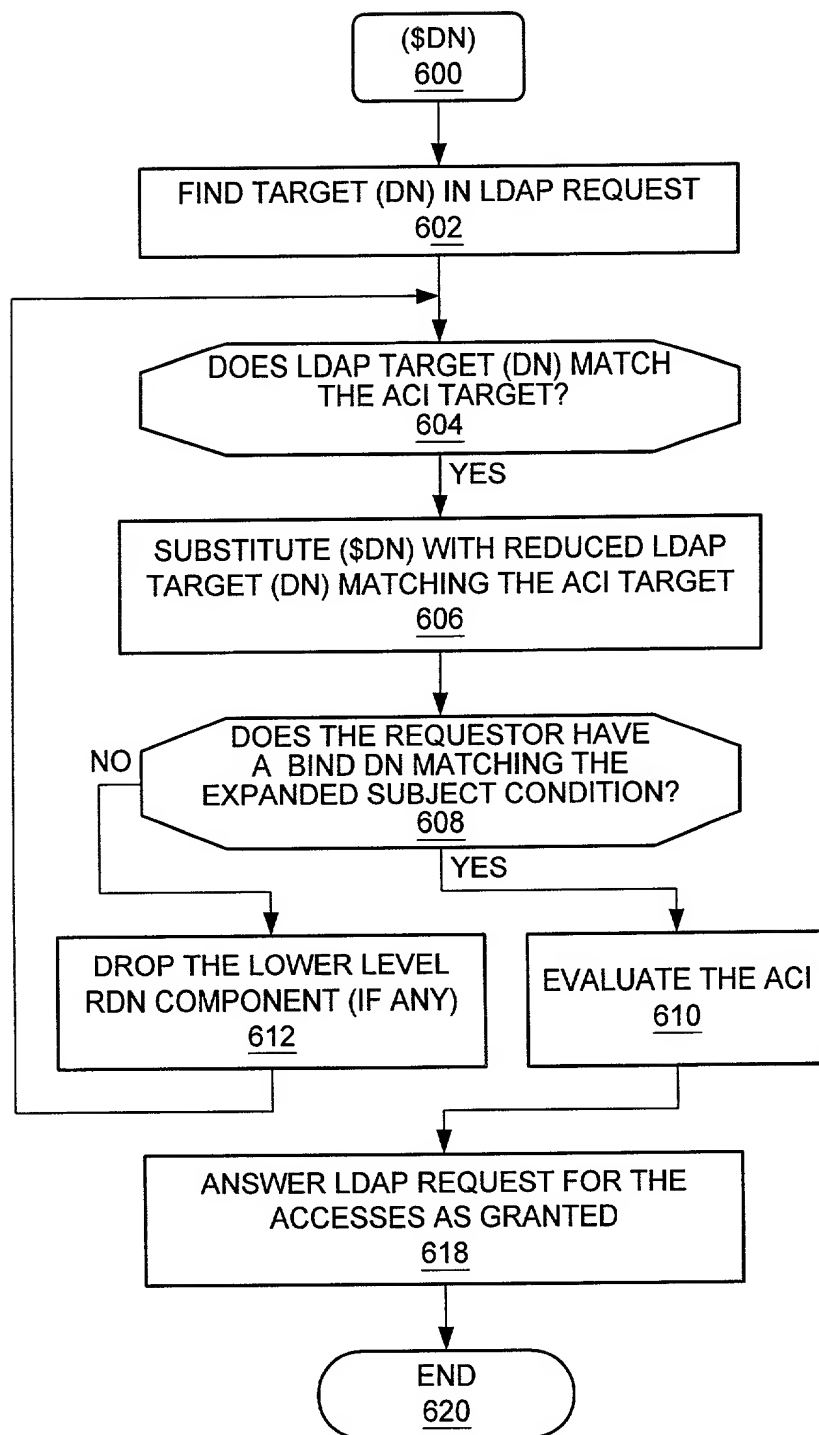 ($DN)
600
FIND TARGET (DN) IN LDAP REQUEST
602
DOES LDAP TARGET (DN) MATCH
THE ACI TARGET?
604
YES
SUBSTITUTE ($DN) WITH REDUCED LDAP
TARGET (DN) MATCHING THE ACI TARGET
606
DOES THE REQUESTOR HAVE
A BIND DN MATCHING THE
EXPANDED SUBJECT CONDITION?
608
NO
YES
DROP THE LOWER LEVEL
RDN COMPONENT (IF ANY)
612
EVALUATE THE ACI
610
ANSWER LDAP REQUEST FOR THE
ACCESSES AS GRANTED
618
END
620